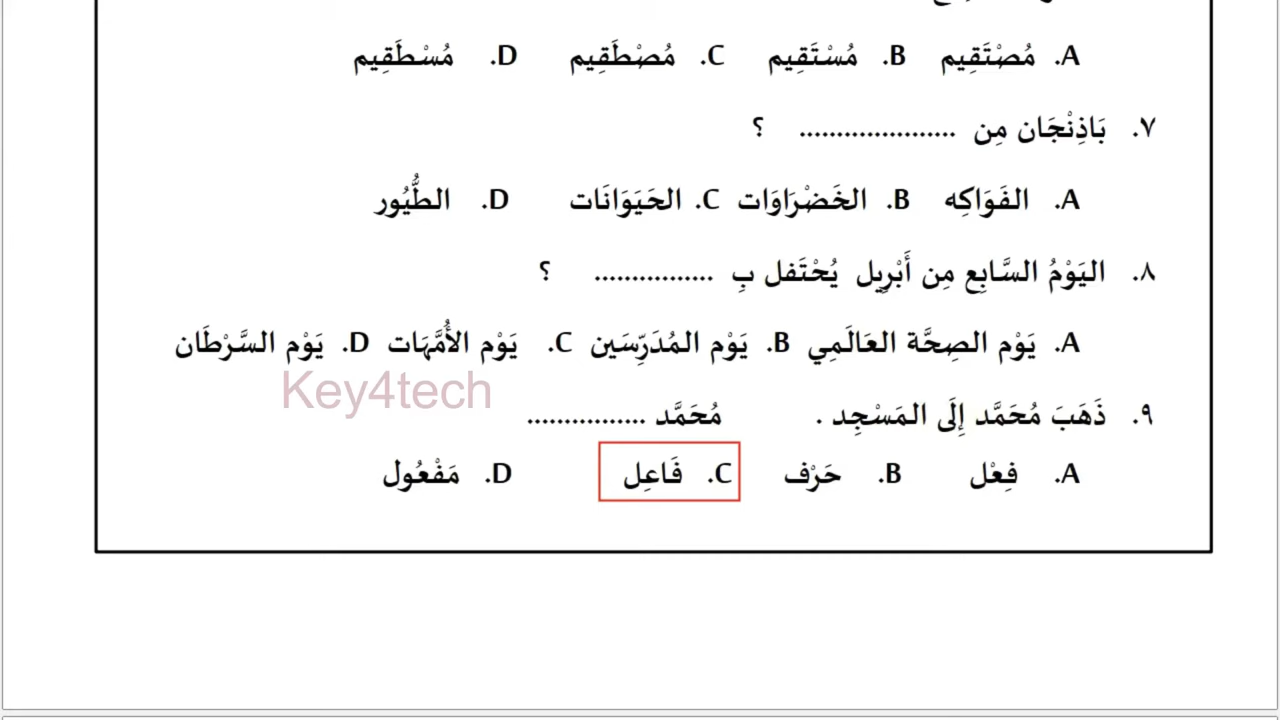 A. مُصْتَقِيم B. مُسْتَقِيم C. مُصْطَقِيم D. مُسْطَقِيم
٧. بَاذِنْجَان مِن ..................... ؟
A. الفَوَاكِه B. الخَضْرَاوَات C. الحَيَوَانَات D. الطُّيُور
٨. اليَوْمُ السَّابِع مِن أَبْرِيِل يُحْتَفل بِ ................ ؟
A. يَوْم الصِحَّة العَالَمِي B. يَوْم المُدَرِّسَين C. يَوْم الأُمَّهَات D. يَوْم السَّرْطَان
Key4tech
٩. ذَهَبَ مُحَمَّد إِلَى المَسْجِد . مُحَمَّد ................
A. فِعْل B. حَرْف C. فَاعِل D. مَفْعُول